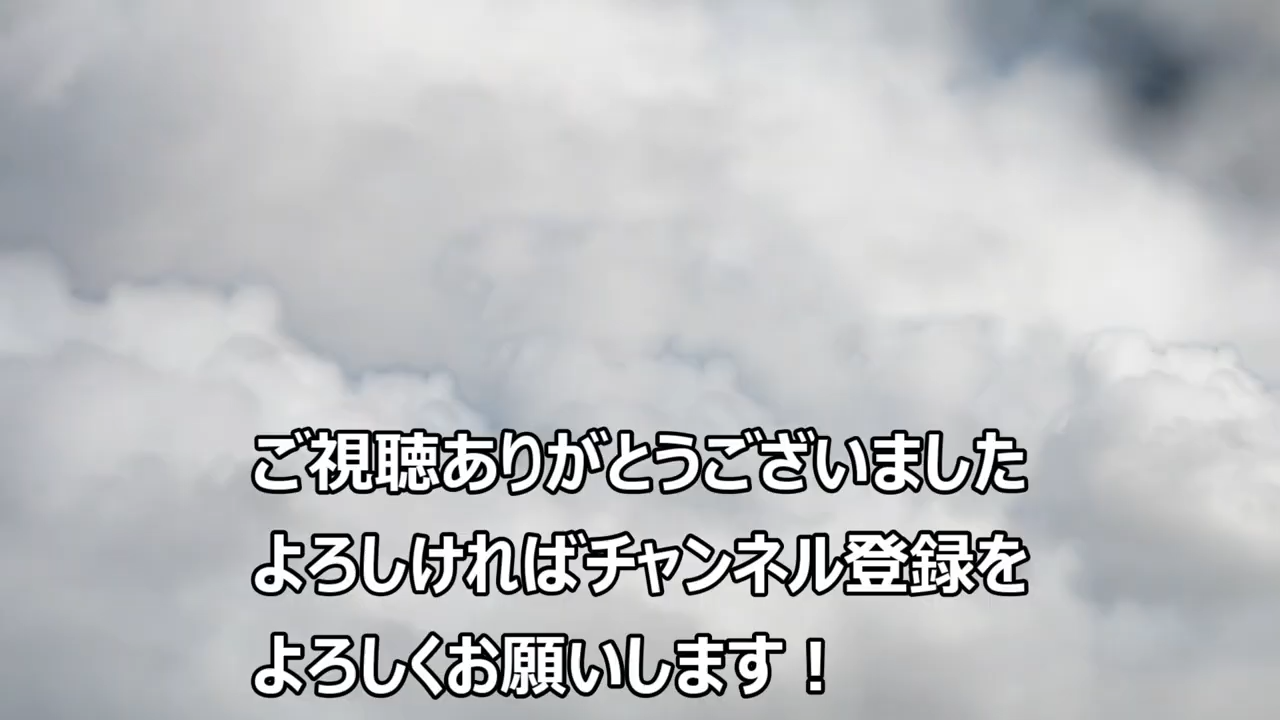 ご視聴ありがとうございました
よろしければチャンネル登録を
よろしくお願いします！